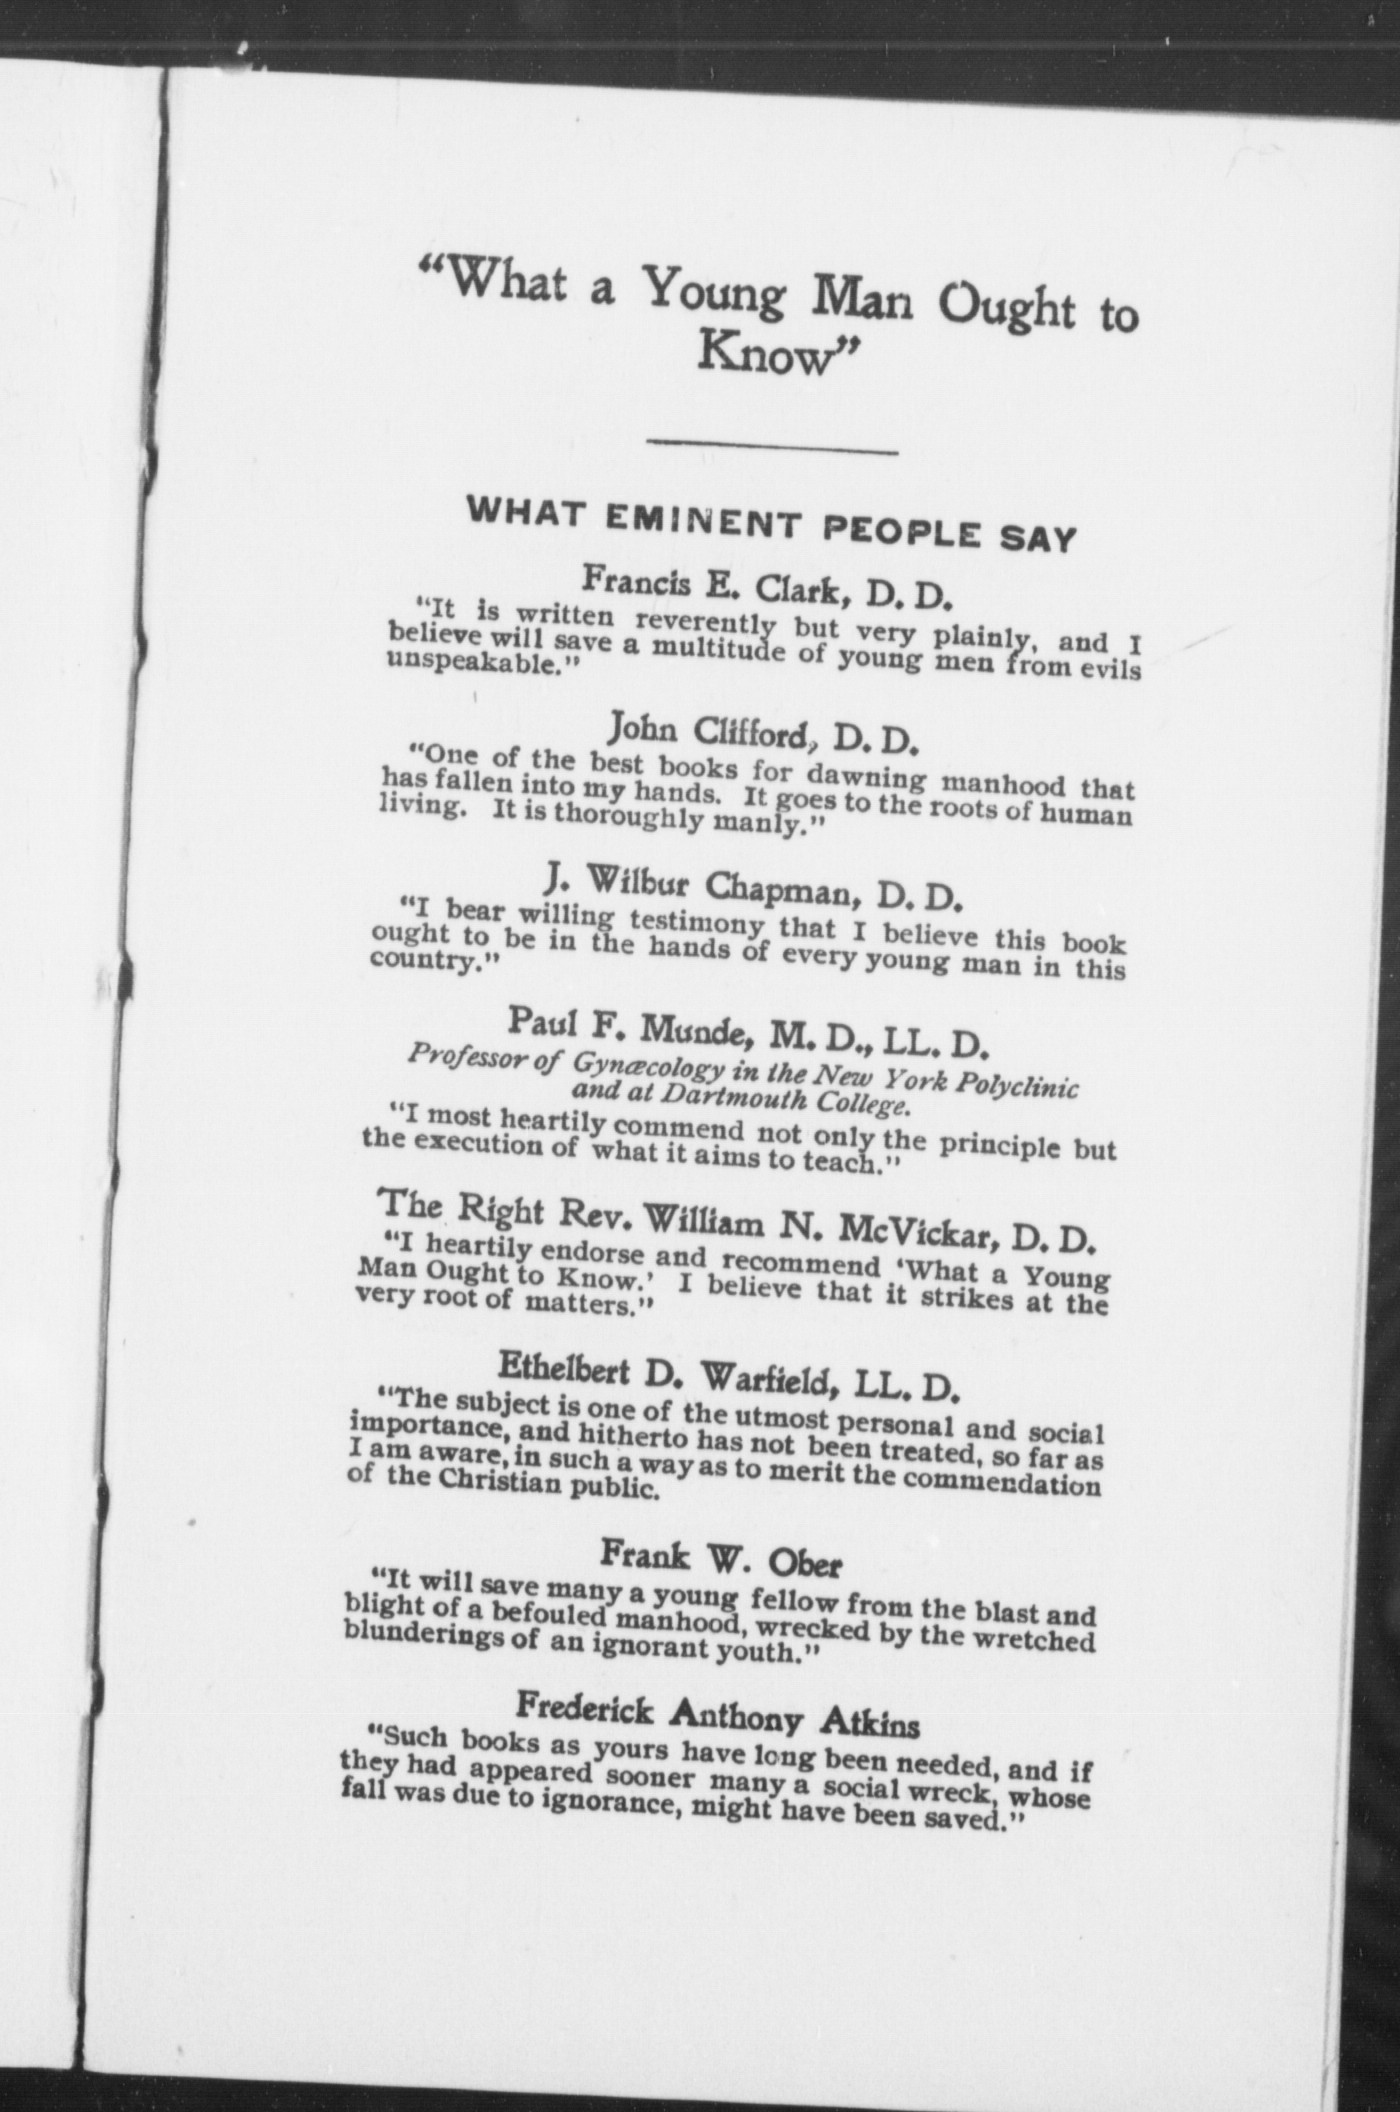 “What a Young Man Ought to
Know”
WHAT EMINENT PEOPLE SAY
Francis E. Clark, D. D.
“It is written reverently but very plainly, and I
believe will save a multitude of young men from evils
unspeakable.”
John Clifford, D. D.
“One of the best books for dawning manhood that
has fallen into my hands. It goes to the roots of human
living. It is thoroughly manly.”
J. Wilbur Chapman, D. D.
“I bear willing testimony that I believe this book
ought to be in the hands of every young man in this
country.”
Paul F. Munde, M. D., LL. D.
Professor of Gynæcology in the New York Polyclinic
and at Dartmouth College.
“I most heartily commend not only the principle but
the execution of what it aims to teach.”
The Right Rev. William N. McVickar, D. D.
“I heartily endorse and recommend ‘What a Young
Man Ought to Know.’ I believe that it strikes at the
very root of matters.”
Ethelbert D. Warfield, LL. D.
“The subject is one of the utmost personal and social
importance, and hitherto has not been treated, so far as
I am aware, in such a way as to merit the commendation
of the Christian public.
Frank W. Ober
“It will save many a young fellow from the blast and
blight of a befouled manhood, wrecked by the wretched
blunderings of an ignorant youth.”
Frederick Anthony Atkins
“Such books as yours have long been needed, and if
they had appeared sooner many a social wreck, whose
fall was due to ignorance, might have been saved.”